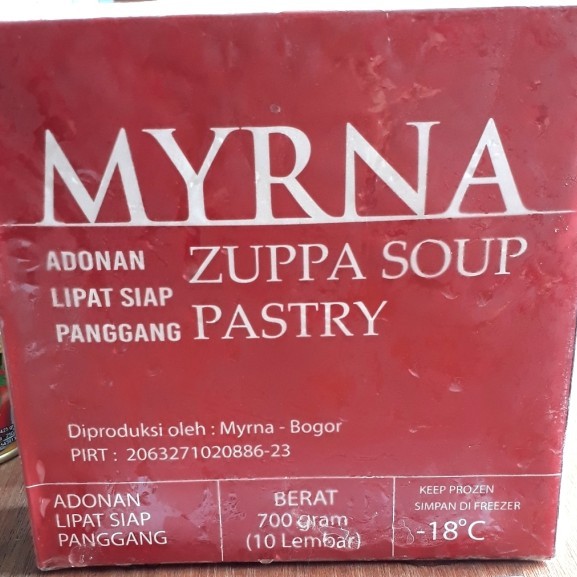 MYRNA
ADONAN
LIPAT SIAP
PANGGANG
ZUPPA SOUP
PASTRY
Diproduksi oleh : Myrna - Bogor
PIRT : 2063271020886-23
ADONAN
LIPAT SIAP
PANGGANG
BERAT
700 gram
(10 Lembar)
KEEP PROZEN
SIMPAN DI FREEZER
-18°C